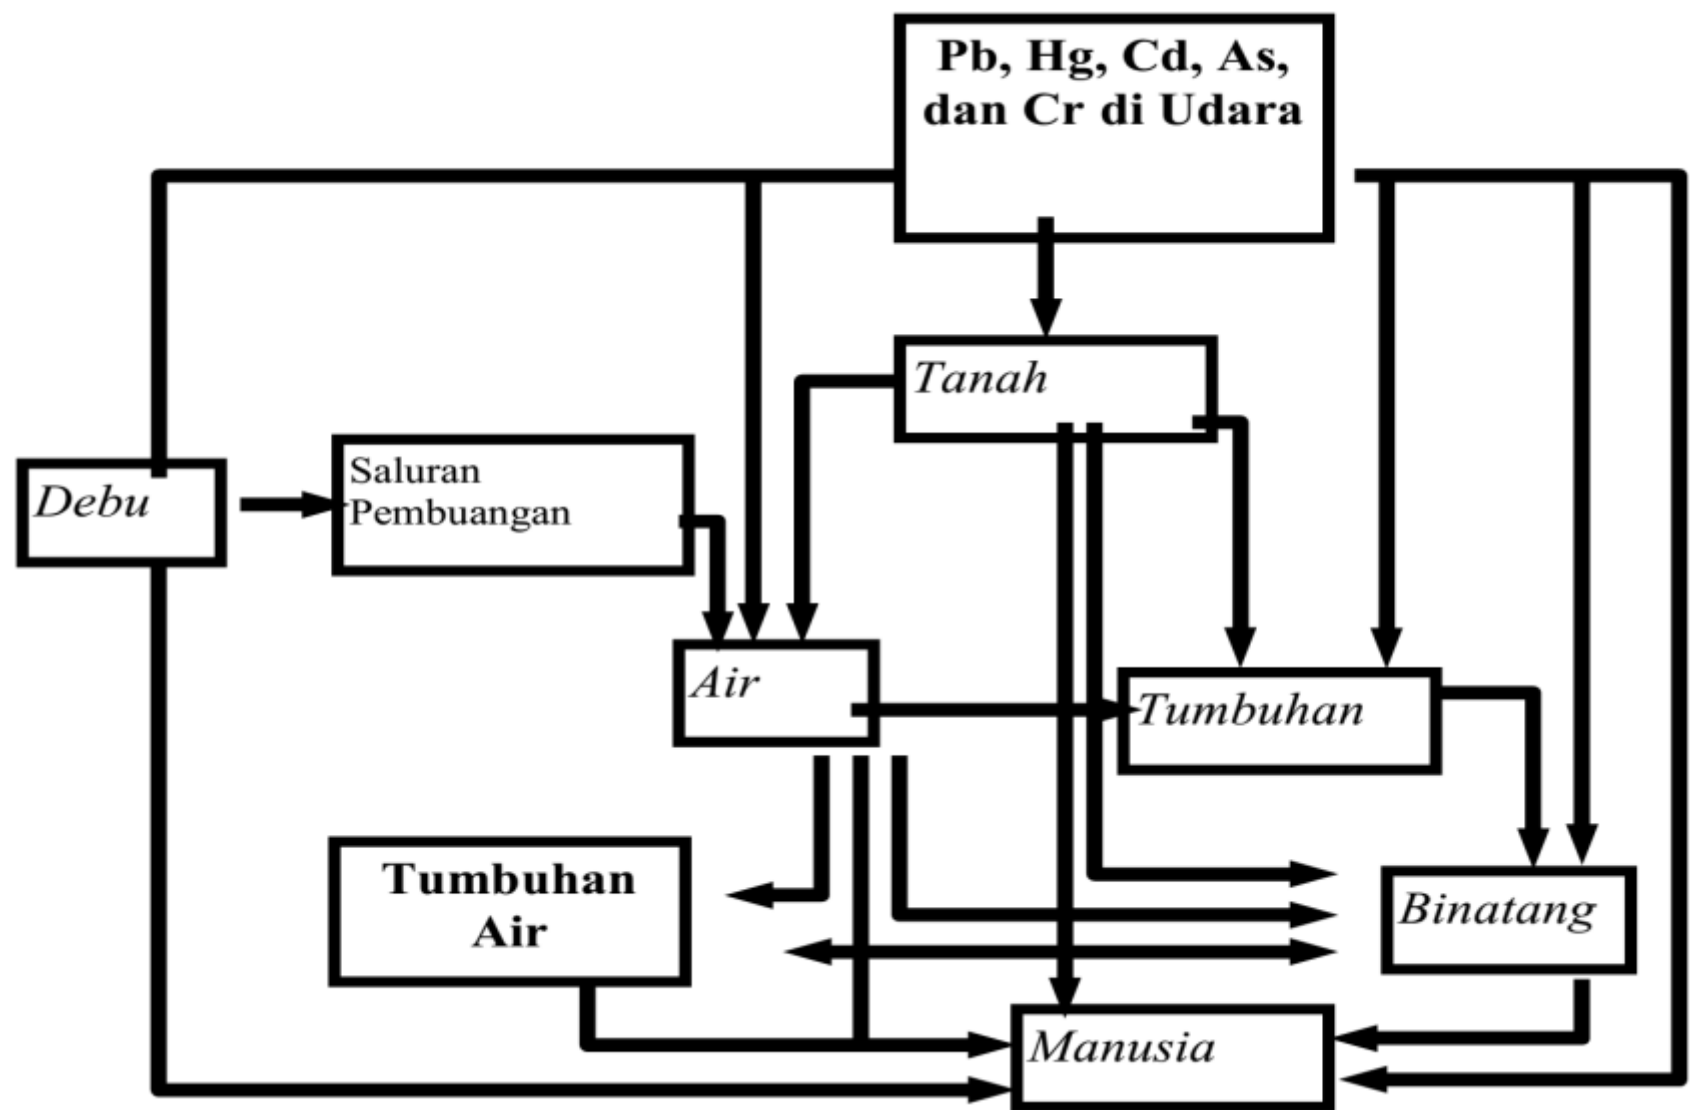 Pb, Hg, Cd, As,
dan Cr di Udara
Tanah
Saluran
Pembuangan
Debu
Air
Tumbuhan
Tumbuhan
Air
Binatang
Manusia